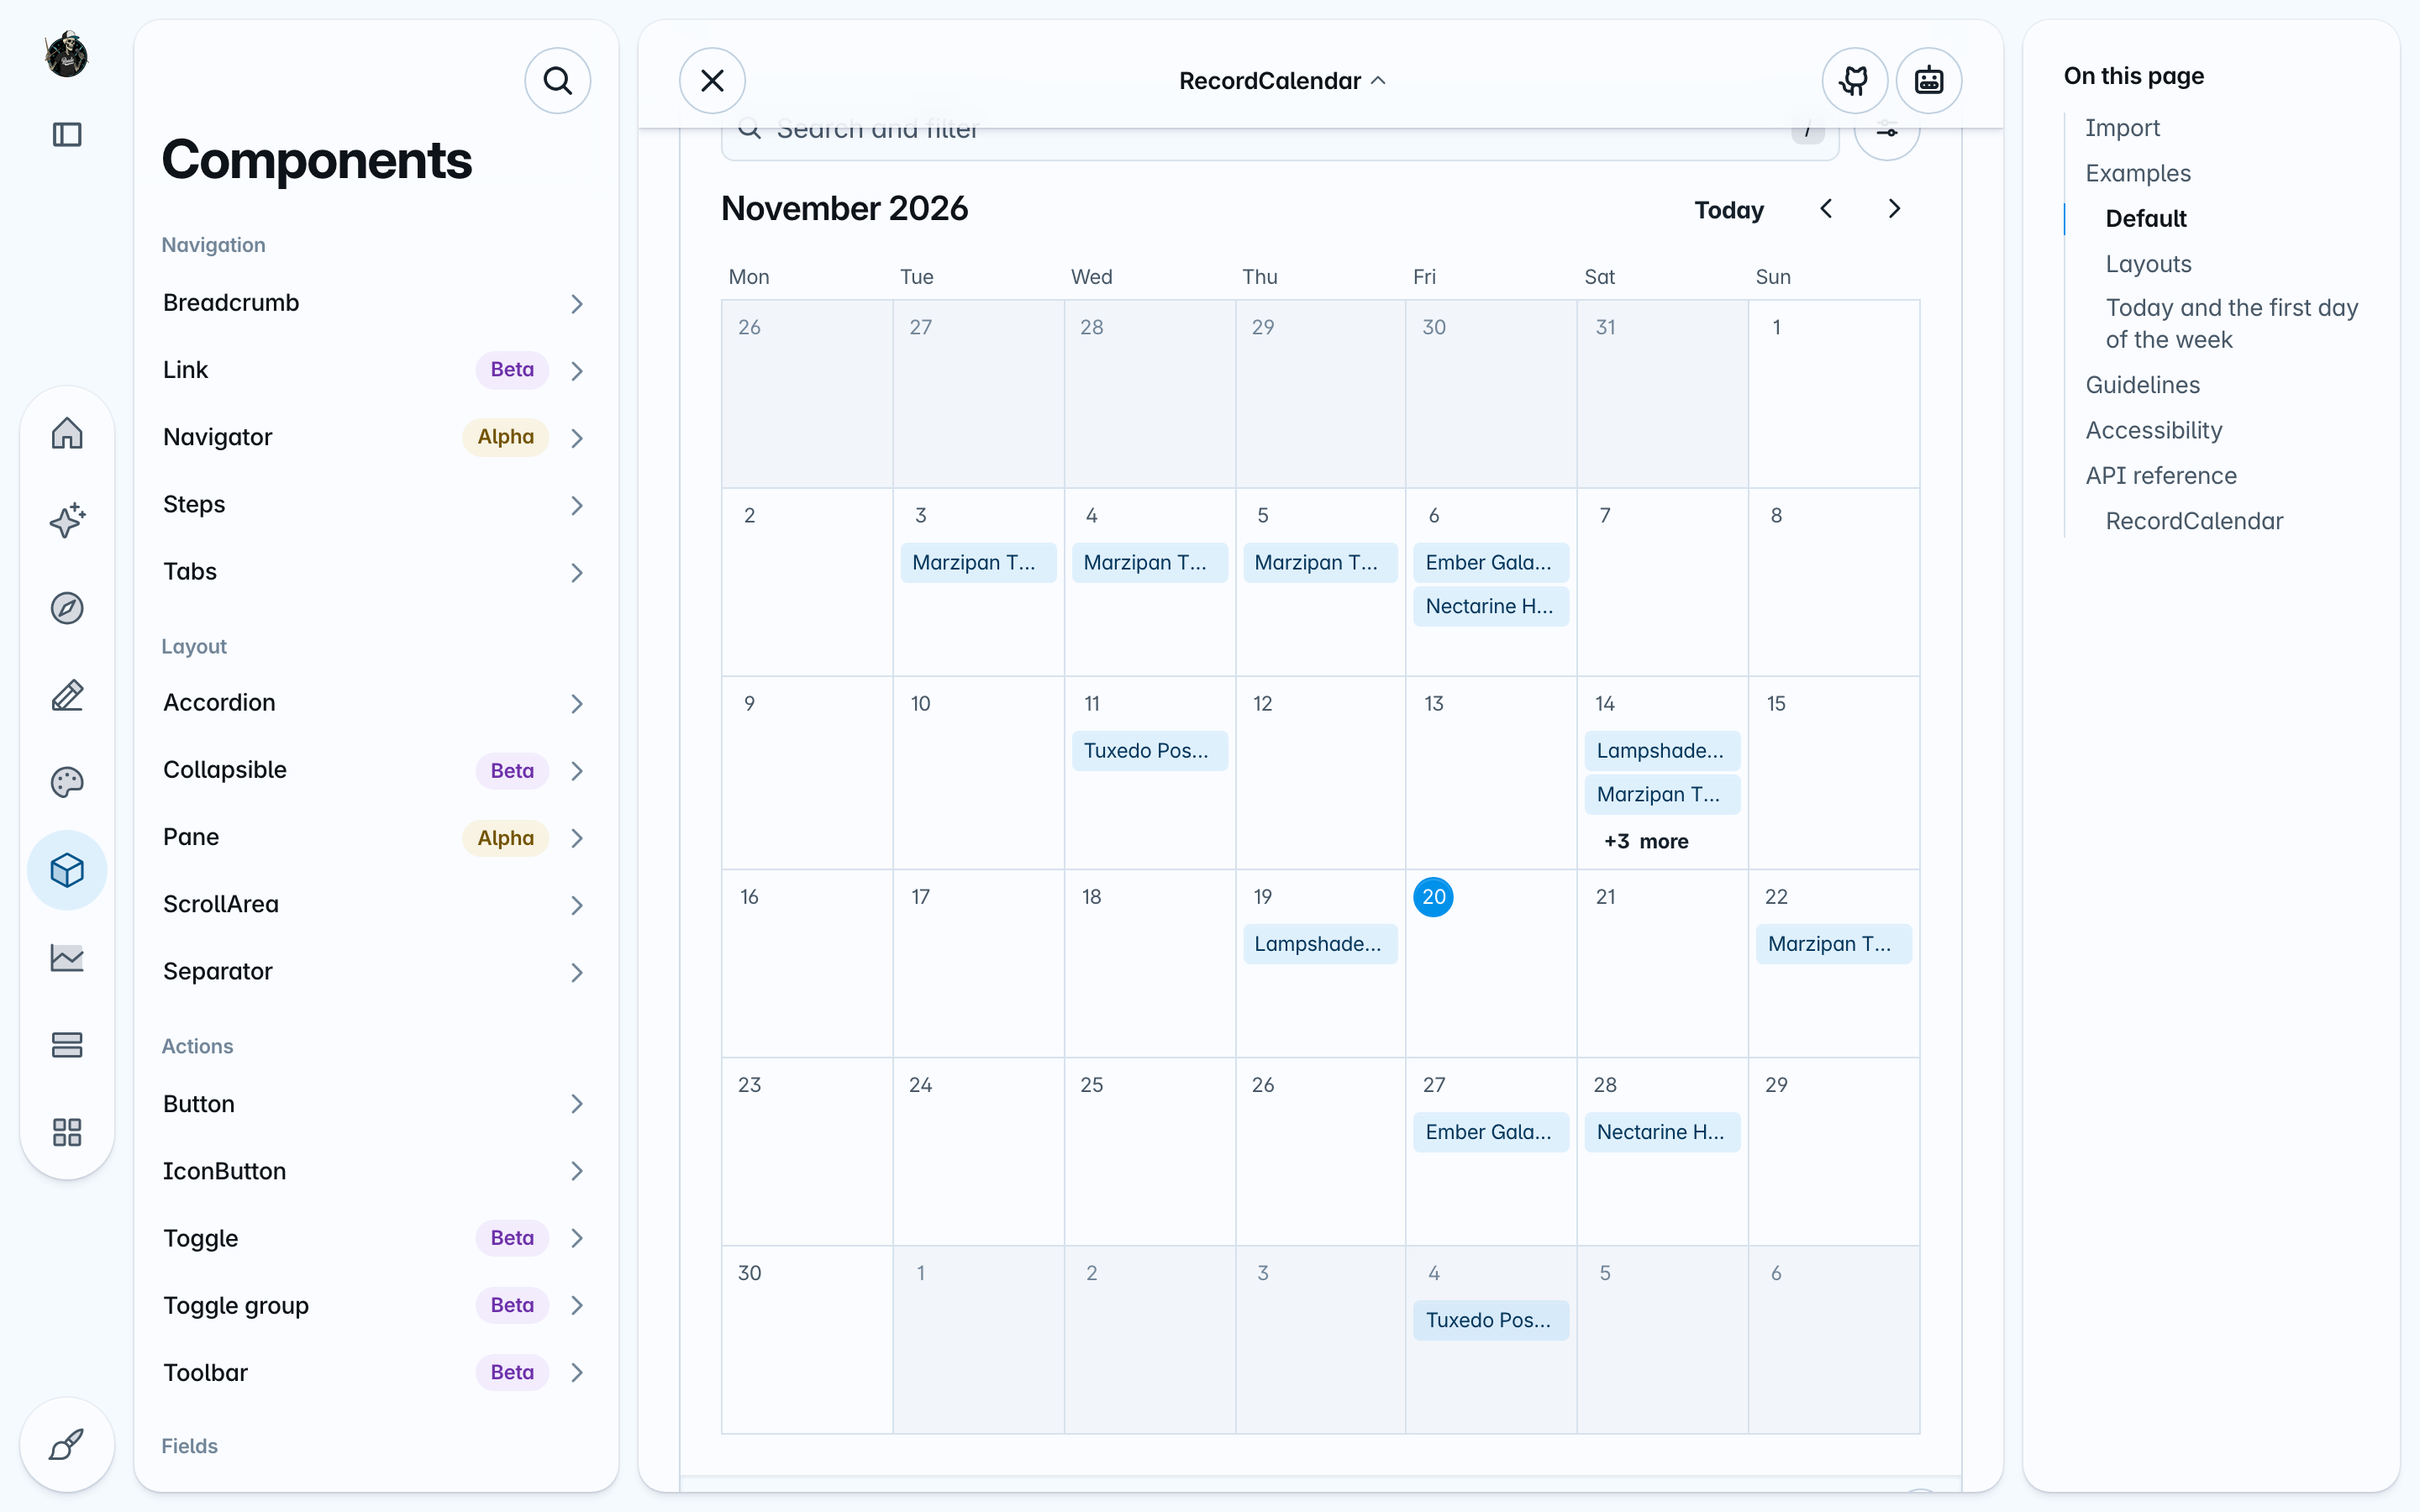 Components
Navigation
Breadcrumb
Link Beta
Navigator Alpha
Steps
Tabs
Layout
Accordion
Collapsible Beta
Pane Alpha
ScrollArea
Separator
Actions
Button
IconButton
Toggle Beta
Toggle group Beta
Toolbar Beta
Fields
RecordCalendar
Search and filter /
November 2026
Today
Mon Tue Wed Thu Fri Sat Sun
26 27 28 29 30 31 1
2 3 4 5 6 7 8
Marzipan T... Marzipan T... Marzipan T... Ember Gala...
Nectarine H...
9 10 11 12 13 14 15
Tuxedo Pos... Lampshade...
Marzipan T...
+3 more
16 17 18 19 20 21 22
Lampshade... Marzipan T...
23 24 25 26 27 28 29
Ember Gala... Nectarine H...
30 1 2 3 4 5 6
Tuxedo Pos...
On this page
Import
Examples
Default
Layouts
Today and the first day
of the week
Guidelines
Accessibility
API reference
RecordCalendar